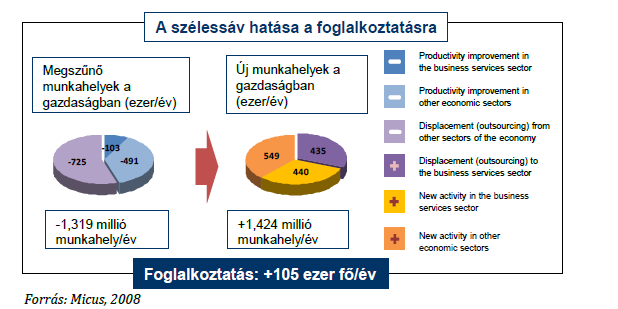 A szélessáv hatása a foglalkoztatásra
Megszűnő
munkahelyek a
gazdaságban (ezer/év)
-103
-725
-491
-1,319 millió
munkahely/év
Új munkahelyek a
gazdaságban
(ezer/év)
549
435
440
+1,424 millió
munkahely/év
Productivity improvement in
the business services sector
Productivity improvement in
other economic sectors
Displacement (outsourcing) from
other sectors of the economy
Displacement (outsourcing) to
the business services sector
New activity in the business
services sector
New activity in other
economic sectors
Foglalkoztatás: +105 ezer fő/év
Forrás: Micus, 2008